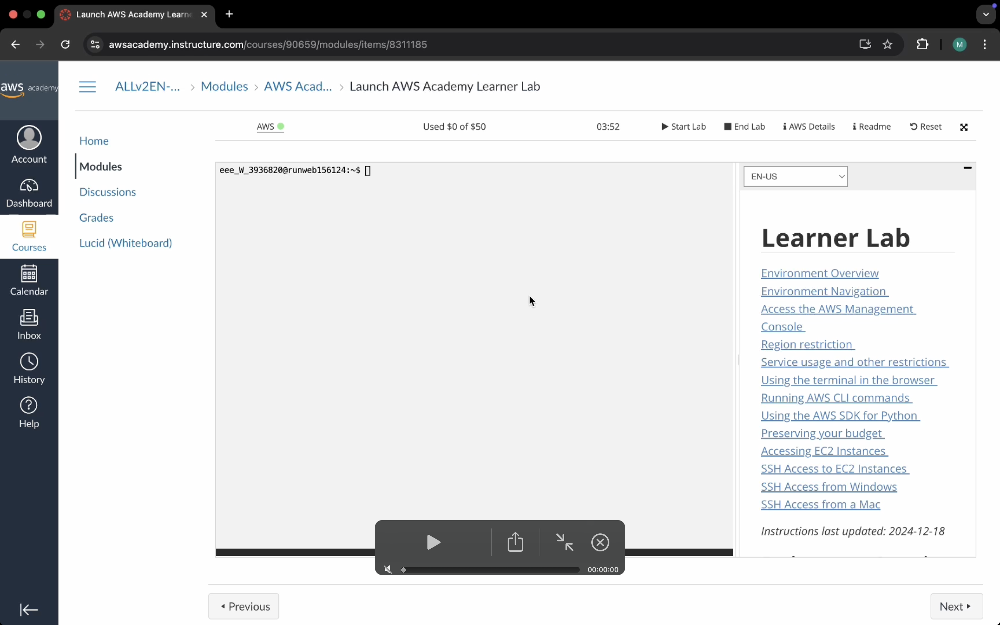 Launch AWS Academy Learne
awsacademy.instructure.com/courses/90659/modules/items/8311185
M
aws academy
ALLv2EN-... > Modules > AWS Acad... > Launch AWS Academy Learner Lab
AWS
Used $0 of $50
03:52
Start Lab
End Lab
AWS Details
Readme
Reset
Account
Dashboard
Courses
Calendar
Inbox
History
Help
Home
Modules
Discussions
Grades
Lucid (Whiteboard)
eee_W_3936820@runweb156124:~$
EN-US
Learner Lab
Environment Overview
Environment Navigation
Access the AWS Management
Console
Region restriction
Service usage and other restrictions
Using the terminal in the browser
Running AWS CLI commands
Using the AWS SDK for Python
Preserving your budget
Accessing EC2 Instances
SSH Access to EC2 Instances
SSH Access from Windows
SSH Access from a Mac
Instructions last updated: 2024-12-18
00:00:00
Previous
Next